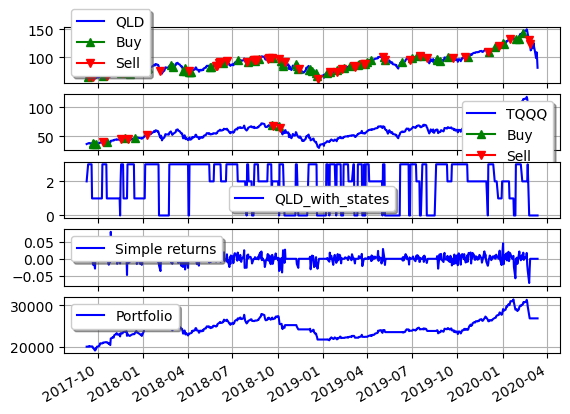 QLD
Buy
Sell
150
100
TQQQ
Buy
Sell
100
50
QLD_with_states
2
0
Simple returns
0.05
0.00
−0.05
Portfolio
30000
20000
2017-10 2018-01 2018-04 2018-07 2018-10 2019-01 2019-04 2019-07 2019-10 2020-01 2020-04